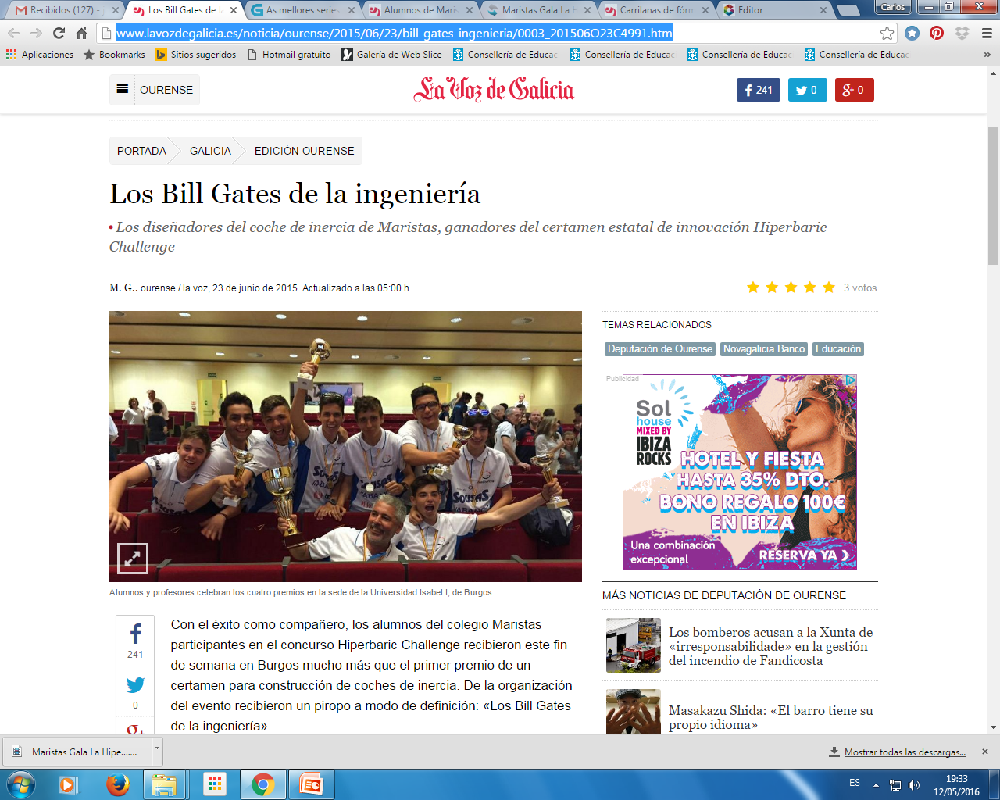 Recibidos (127) -
Los Bill Gates de l
As mellores series
Alumnos de Maris
Maristas Gala La H
Carrilanas de fórm
Editor
Carlos
www.lavozdegalicia.es/noticia/ourense/2015/06/23/bill-gates-ingenieria/0003_201506O23C4991.htm
Aplicaciones
Bookmarks
Sitios sugeridos
Hotmail gratuito
Galería de Web Slice
Consellería de Educac
Consellería de Educac
Consellería de Educac
Consellería de Educac
»
OURENSE
La Voz de Galicia
241
0
g+ 0
PORTADA
GALICIA
EDICIÓN OURENSE
Los Bill Gates de la ingeniería
Los diseñadores del coche de inercia de Maristas, ganadores del certamen estatal de innovación Hiperbaric
Challenge
M. G.. ourense / la voz, 23 de junio de 2015. Actualizado a las 05:00 h.
3 votos
SOUSAS
SOUSAS
Alumnos y profesores celebran los cuatro premios en la sede de la Universidad Isabel I, de Burgos..
TEMAS RELACIONADOS
Deputación de Ourense
Novagalicia Banco
Educación
Publicidad
Sol
house
MIXED BY
IBIZA
ROCKS
HOTEL Y FIESTA
HASTA 35% DTO.
BONO REGALO 100€
EN IBIZA
Una combinación
excepcional
RESERVA YA
MÁS NOTICIAS DE DEPUTACIÓN DE OURENSE
Los bomberos acusan a la Xunta de
«irresponsabilidade» en la gestión
del incendio de Fandicosta
Masakazu Shida: «El barro tiene su
propio idioma»
241
0
g+
Con el éxito como compañero, los alumnos del colegio Maristas
participantes en el concurso Hiperbaric Challenge recibieron este fin
de semana en Burgos mucho más que el primer premio de un
certamen para construcción de coches de inercia. De la organización
del evento recibieron un piropo a modo de definición: «Los Bill Gates
de la ingeniería».
Maristas Gala La Hipe.......
Mostrar todas las descargas...
ES
19:33
12/05/2016